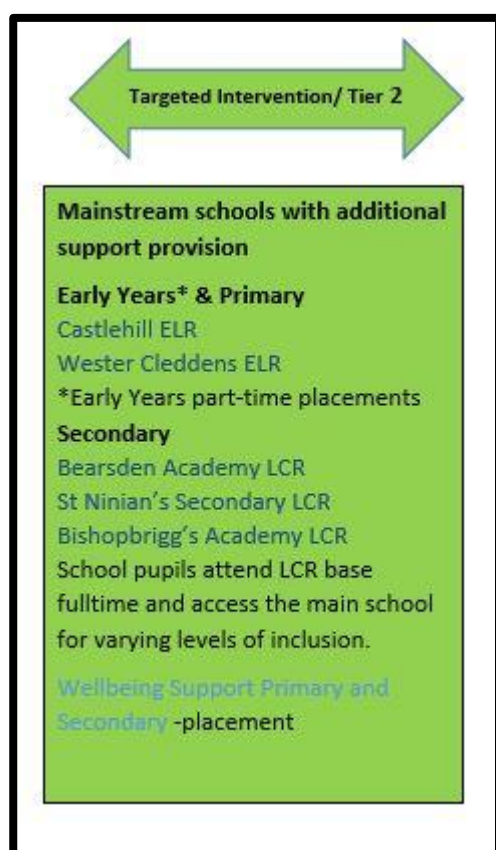 Targeted Intervention/ Tier 2
Mainstream schools with additional
support provision
Early Years* & Primary
Castlehill ELR
Wester Cleddens ELR
*Early Years part-time placements
Secondary
Bearsden Academy LCR
St Ninian’s Secondary LCR
Bishopbrigg’s Academy LCR
School pupils attend LCR base
fulltime and access the main school
for varying levels of inclusion.
Wellbeing Support Primary and
Secondary -placement